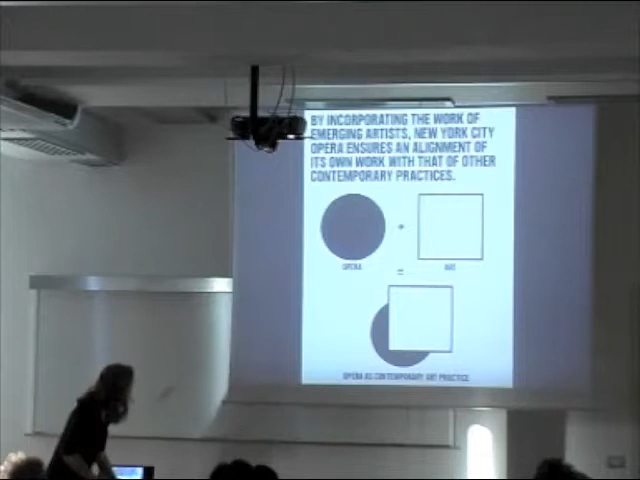 BY INCORPORATING THE WORK OF
EMERGING ARTISTS, NEW YORK CITY
OPERA ENSURES AN ALIGNMENT OF
ITS OWN WORK WITH THAT OF OTHER
CONTEMPORARY PRACTICES.
+
OPERA ART
=
OPERA AS CONTEMPORARY ART PRACTICE